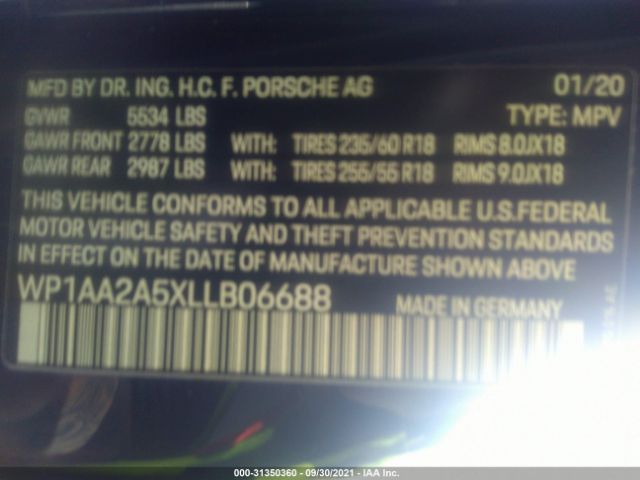 MFD BY DR. ING. H.C. F. PORSCHE AG 01/20
GVWR 5534 LBS TYPE: MPV
GAWR FRONT 2778 LBS WITH: TIRES 235/60 R18 RIMS 8.0JX18
GAWR REAR 2987 LBS WITH: TIRES 255/55 R18 RIMS 9.0JX18
THIS VEHICLE CONFORMS TO ALL APPLICABLE U.S.FEDERAL
MOTOR VEHICLE SAFETY AND THEFT PREVENTION STANDARDS
IN EFFECT ON THE DATE OF MANUFACTURE SPECIFIED ABOVE.
WP1AA2A5XLLB06688 MADE IN GERMANY
000-31350360 - 09/30/2021 - IAA Inc.